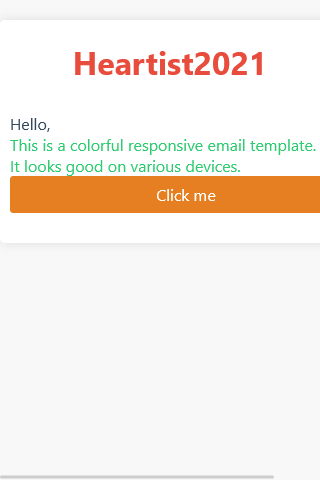 Heartist2021
Hello,
This is a colorful responsive email template.
It looks good on various devices.
Click me